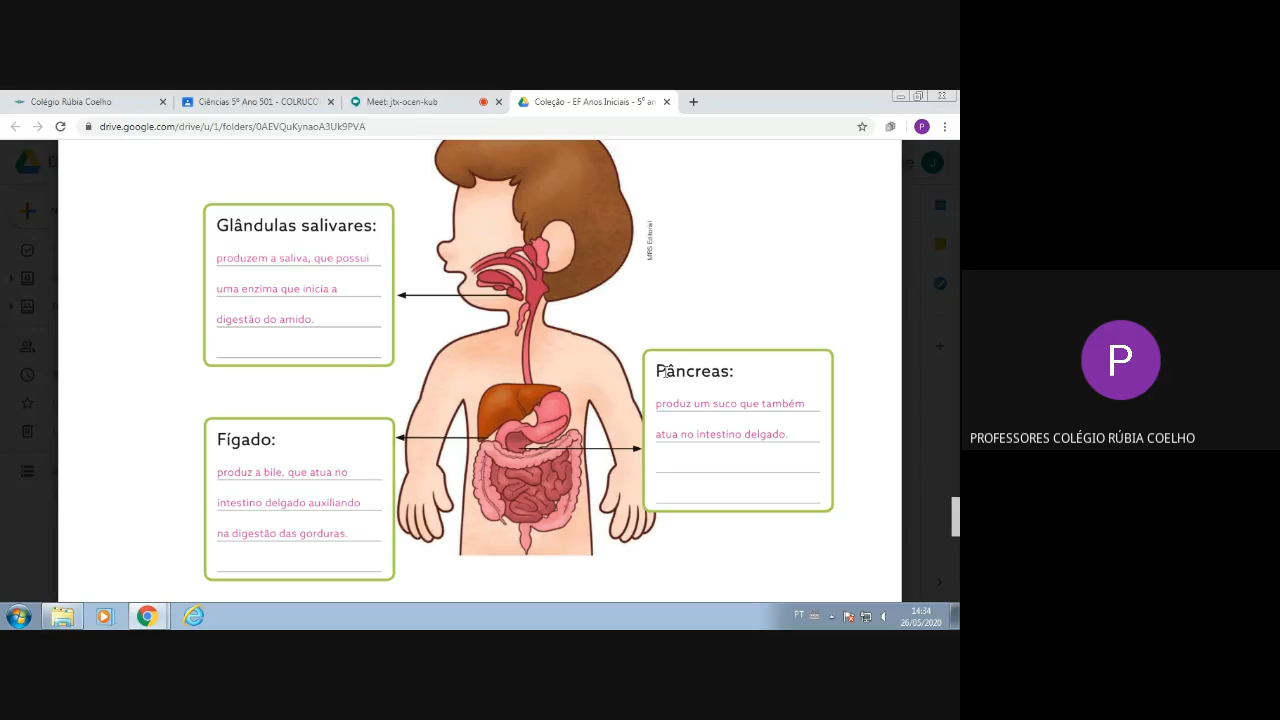 Colégio Rúbia Coelho
Ciências 5º Ano 501 - COLRUCO
Meet: jtx-ocen-kub
Coleção - EF Anos Iniciais - 5º an
drive.google.com/drive/u/1/folders/0AEVQuKynaoA3Uk9PVA
P
J
Glândulas salivares:
produzem a saliva, que possui
uma enzima que inicia a
digestão do amido.
MRS Editorial
Pâncreas:
produz um suco que também
atua no intestino delgado.
Fígado:
produz a bile, que atua no
intestino delgado auxiliando
na digestão das gorduras.
P
PROFESSORES COLÉGIO RÚBIA COELHO
PT
14:34
26/05/2020